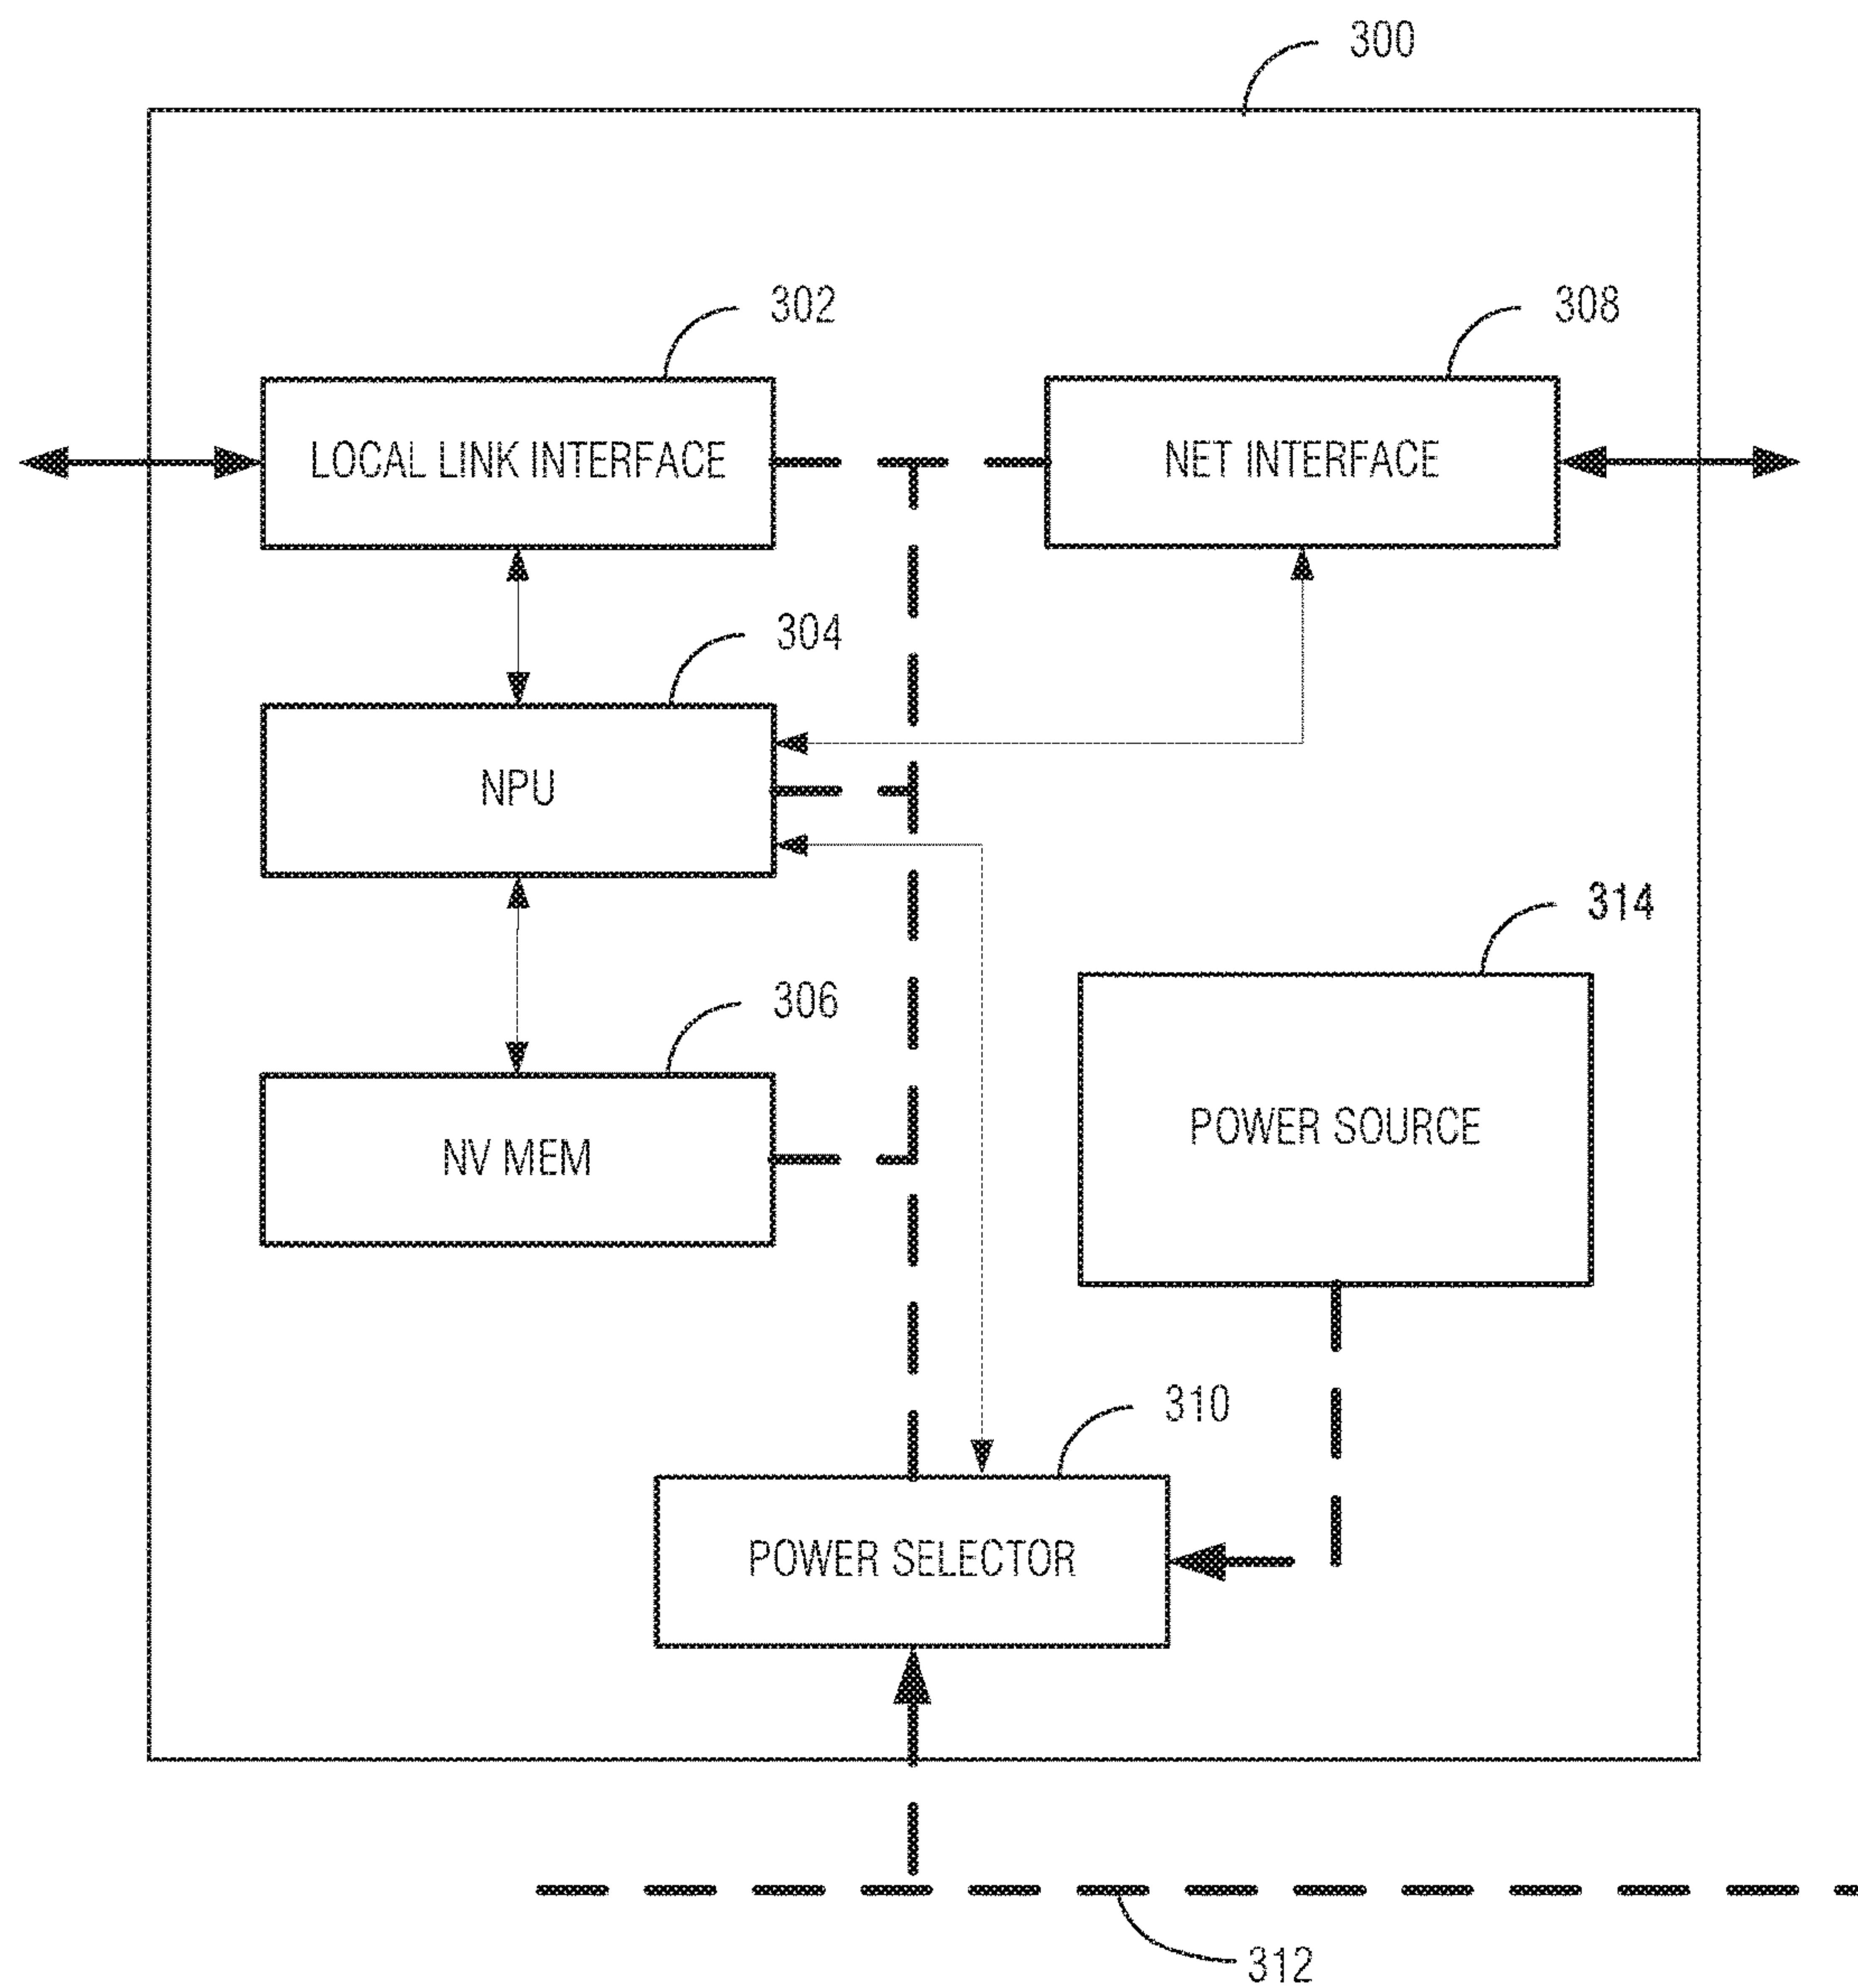 300
302
308
LOCAL LINK INTERFACE
NET INTERFACE
304
NPU
314
306
POWER SOURCE
NV MEM
310
POWER SELECTOR
312